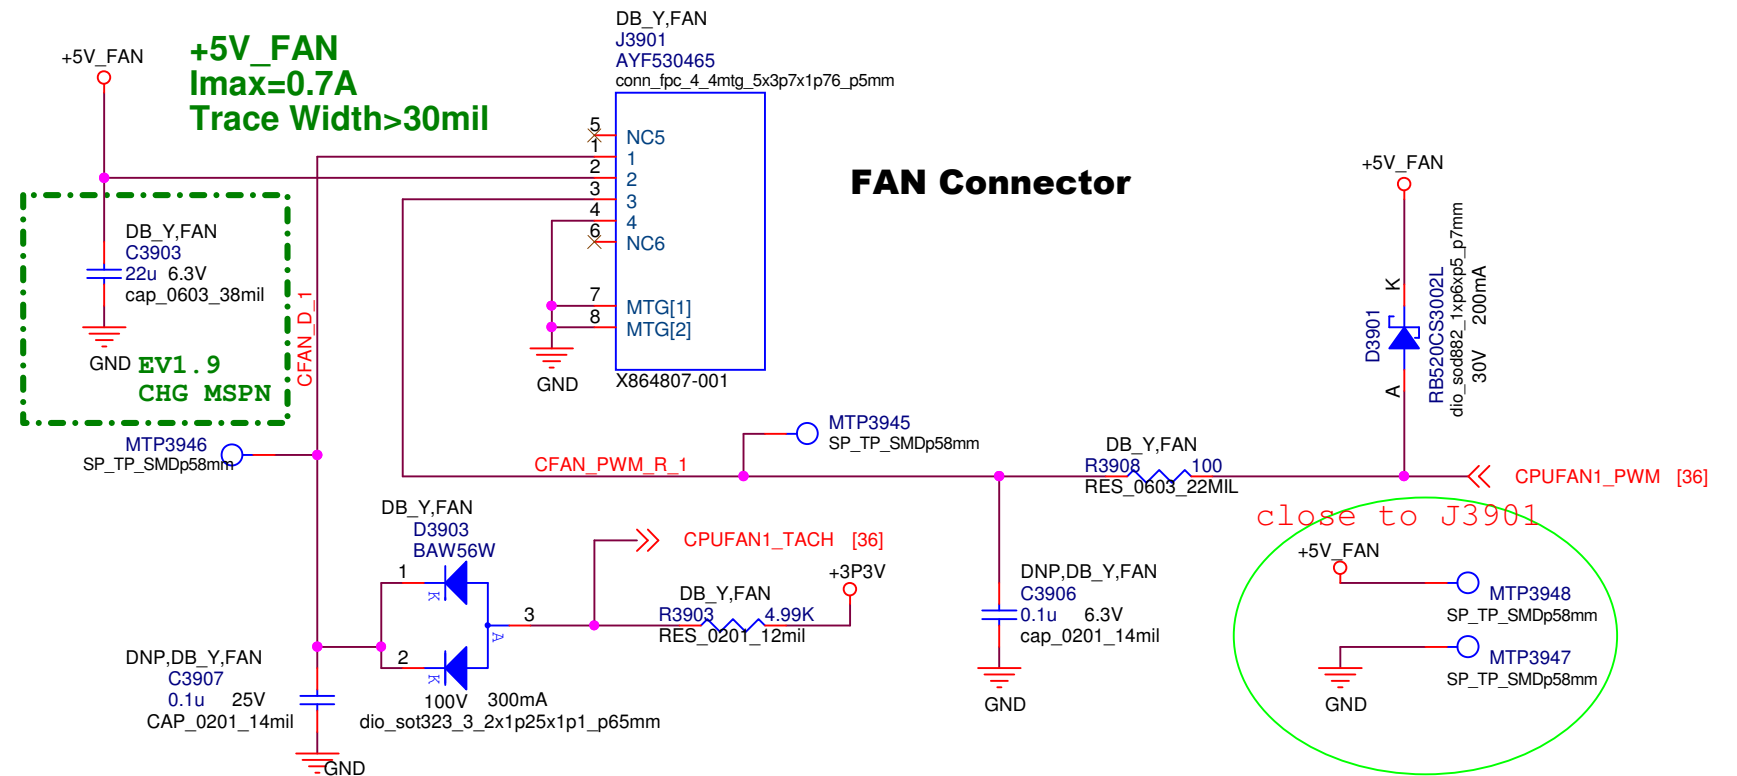 DB_Y,FAN
J3901
AYF530465
conn_fpc_4_4mtg_5x3p7x1p76_p5mm
+5V_FAN
+5V_FAN
Imax=0.7A
Trace Width>30mil
5
NC5
1
1
2
2
3
3
4
4
6
NC6
7
MTG[1]
8
MTG[2]
GND
X864807-001
FAN Connector
DB_Y,FAN
C3903
22u 6.3V
cap_0603_38mil
GND
EV1.9
CHG MSPN
CFAN_D_1
MTP3946
SP_TP_SMDp58mm
+5V_FAN
K
D3901
A
RB520CS3002L
dio_sod882_1xp6xp5_p7mm
30V 200mA
MTP3945
SP_TP_SMDp58mm
CFAN_PWM_R_1
DB_Y,FAN
R3908 100
RES_0603_22MIL
CPUFAN1_PWM [36]
close to J3901
+5V_FAN
MTP3948
SP_TP_SMDp58mm
MTP3947
SP_TP_SMDp58mm
GND
DB_Y,FAN
D3903
BAW56W
1
K
2
K
A
3
100V 300mA
dio_sot323_3_2x1p25x1p1_p65mm
CPUFAN1_TACH [36]
+3P3V
DB_Y,FAN
R3903 4.99K
RES_0201_12mil
DNP,DB_Y,FAN
C3906
0.1u 6.3V
cap_0201_14mil
GND
DNP,DB_Y,FAN
C3907
0.1u 25V
CAP_0201_14mil
GND